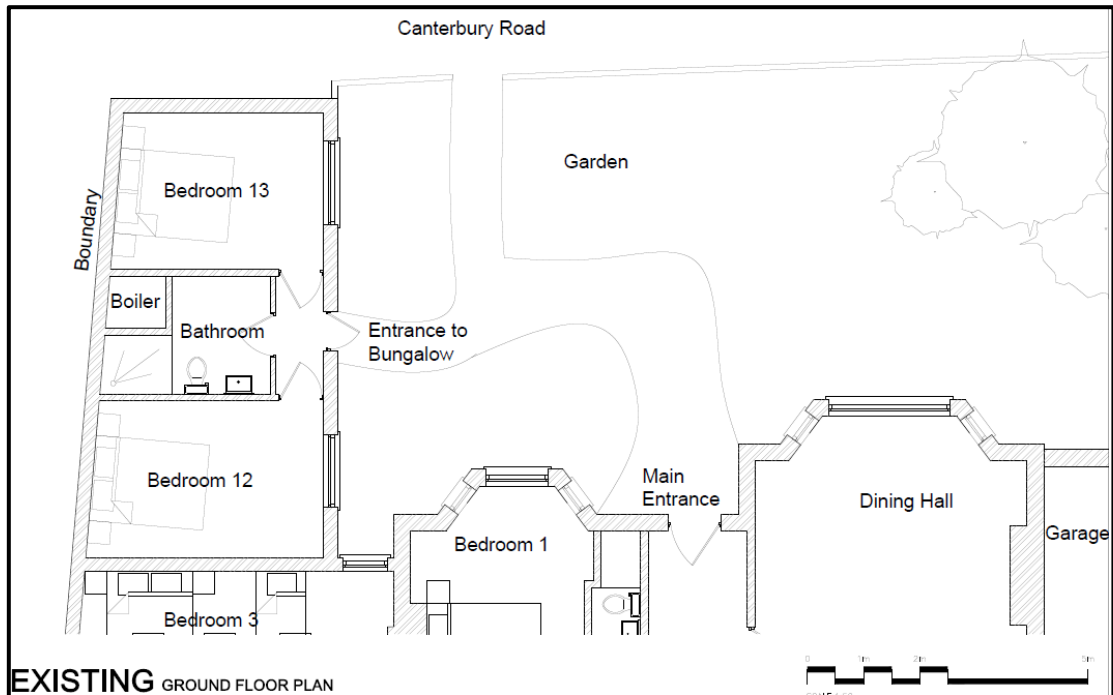 Canterbury Road
Garden
Bedroom 13
Boundary
Boiler
Bathroom
Entrance to
Bungalow
Bedroom 12
Main
Entrance
Dining Hall
Bedroom 1
Garage
Bedroom 3
EXISTING GROUND FLOOR PLAN
0 1m 2m 5m